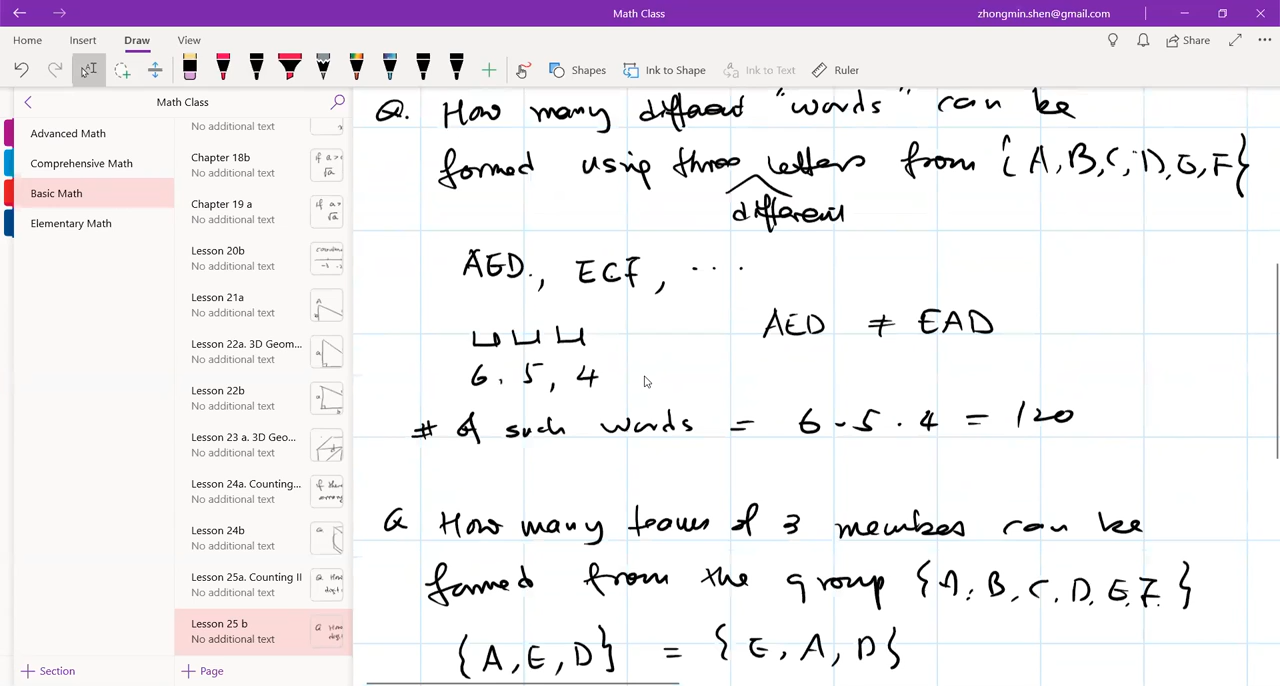 Math Class
zhongmin.shen@gmail.com
Home
Insert
Draw
View
Share
Shapes
Ink to Shape
Ink to Text
Ruler
Math Class
Advanced Math
Comprehensive Math
Basic Math
Elementary Math
No additional text
Chapter 18b
No additional text
Chapter 19 a
No additional text
Lesson 20b
No additional text
Lesson 21a
No additional text
Lesson 22a. 3D Geom...
No additional text
Lesson 22b
No additional text
Lesson 23 a. 3D Geo...
No additional text
Lesson 24a. Counting...
No additional text
Lesson 24b
No additional text
Lesson 25a. Counting II
No additional text
Lesson 25 b
No additional text
Section
Page
Q. How many different "words" can be
formed using three letters from {A, B, C, D, E, F}
different
AED., ECF, ...
AED ≠ EAD
6. 5, 4
# of such words = 6 · 5 · 4 = 120
Q How many teams of 3 members can be
formed from the group {A, B, C, D, E, F.}
{A, E, D} = {E, A, D}